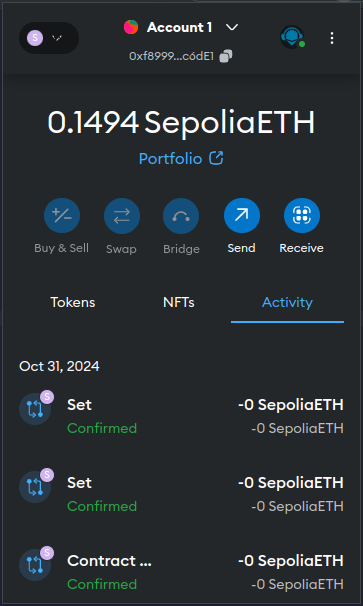 S
Account 1
0xf8999...c6dE1
0.1494 SepoliaETH
Portfolio
Buy & Sell
Swap
Bridge
Send
Receive
Tokens
NFTs
Activity
Oct 31, 2024
S
Set
-0 SepoliaETH
Confirmed
-0 SepoliaETH
S
Set
-0 SepoliaETH
Confirmed
-0 SepoliaETH
S
Contract ...
-0 SepoliaETH
Confirmed
-0 SepoliaETH